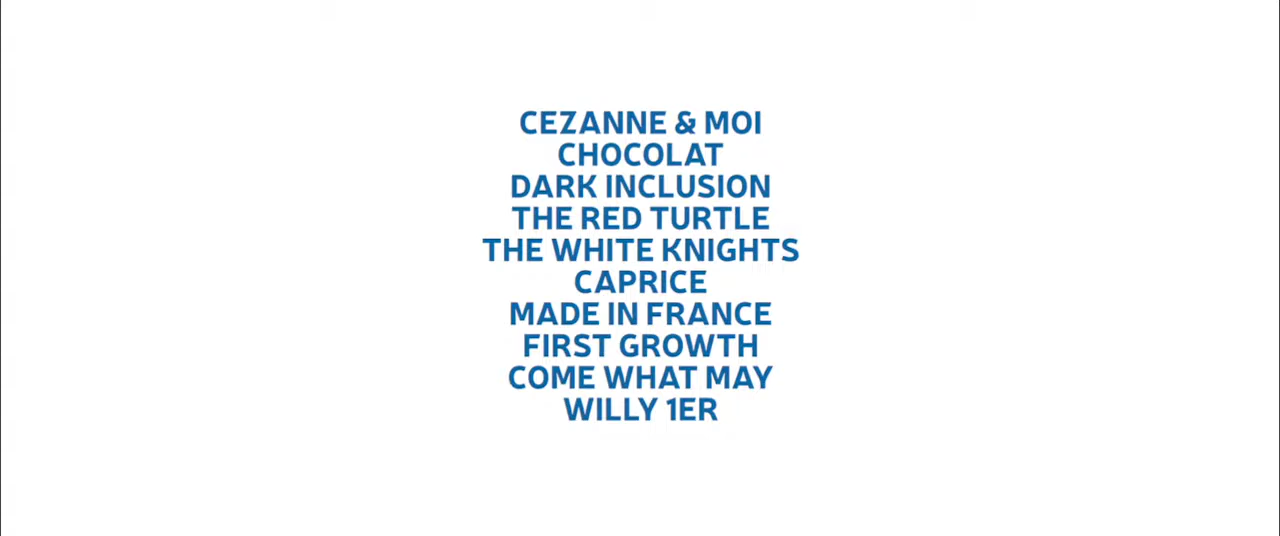 CEZANNE & MOI
CHOCOLAT
DARK INCLUSION
THE RED TURTLE
THE WHITE KNIGHTS
CAPRICE
MADE IN FRANCE
FIRST GROWTH
COME WHAT MAY
WILLY 1ER